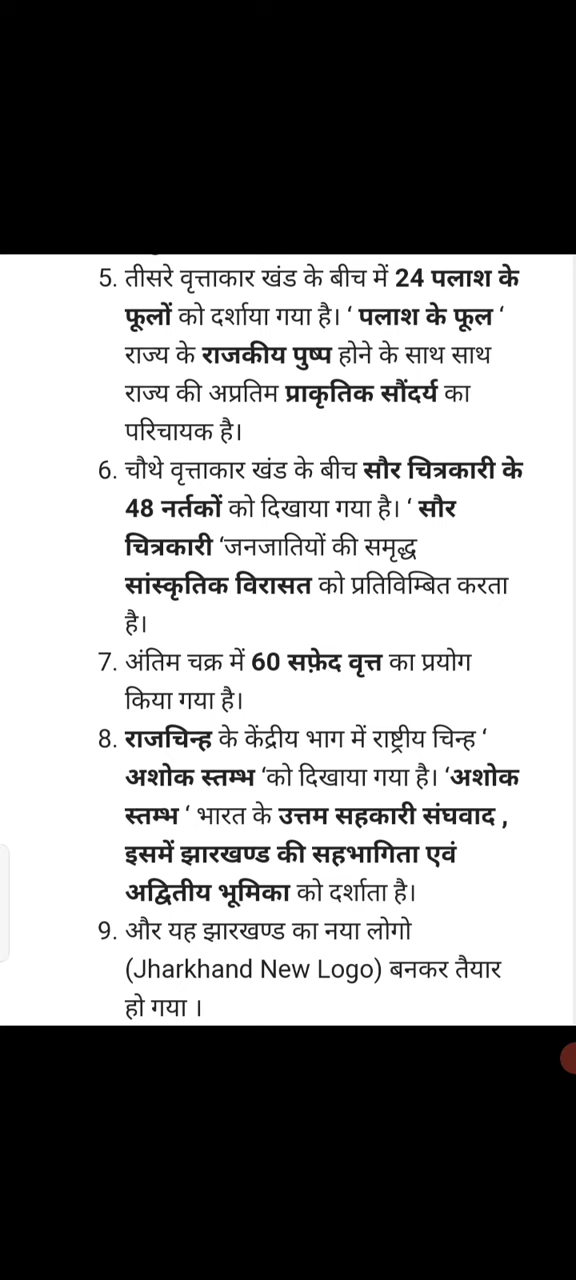 5. तीसरे वृत्ताकार खंड के बीच में 24 पलाश के
फूलों को दर्शाया गया है। ‘ पलाश के फूल ‘
राज्य के राजकीय पुष्प होने के साथ साथ
राज्य की अप्रतिम प्राकृतिक सौंदर्य का
परिचायक है।
6. चौथे वृत्ताकार खंड के बीच सौर चित्रकारी के
48 नर्तकों को दिखाया गया है। ‘ सौर
चित्रकारी ‘जनजातियों की समृद्ध
सांस्कृतिक विरासत को प्रतिविम्बित करता
है।
7. अंतिम चक्र में 60 सफ़ेद वृत्त का प्रयोग
किया गया है।
8. राजचिन्ह के केंद्रीय भाग में राष्ट्रीय चिन्ह ‘
अशोक स्तम्भ ‘को दिखाया गया है। ‘अशोक
स्तम्भ ‘ भारत के उत्तम सहकारी संघवाद ,
इसमें झारखण्ड की सहभागिता एवं
अद्वितीय भूमिका को दर्शाता है।
9. और यह झारखण्ड का नया लोगो
(Jharkhand New Logo) बनकर तैयार
हो गया ।